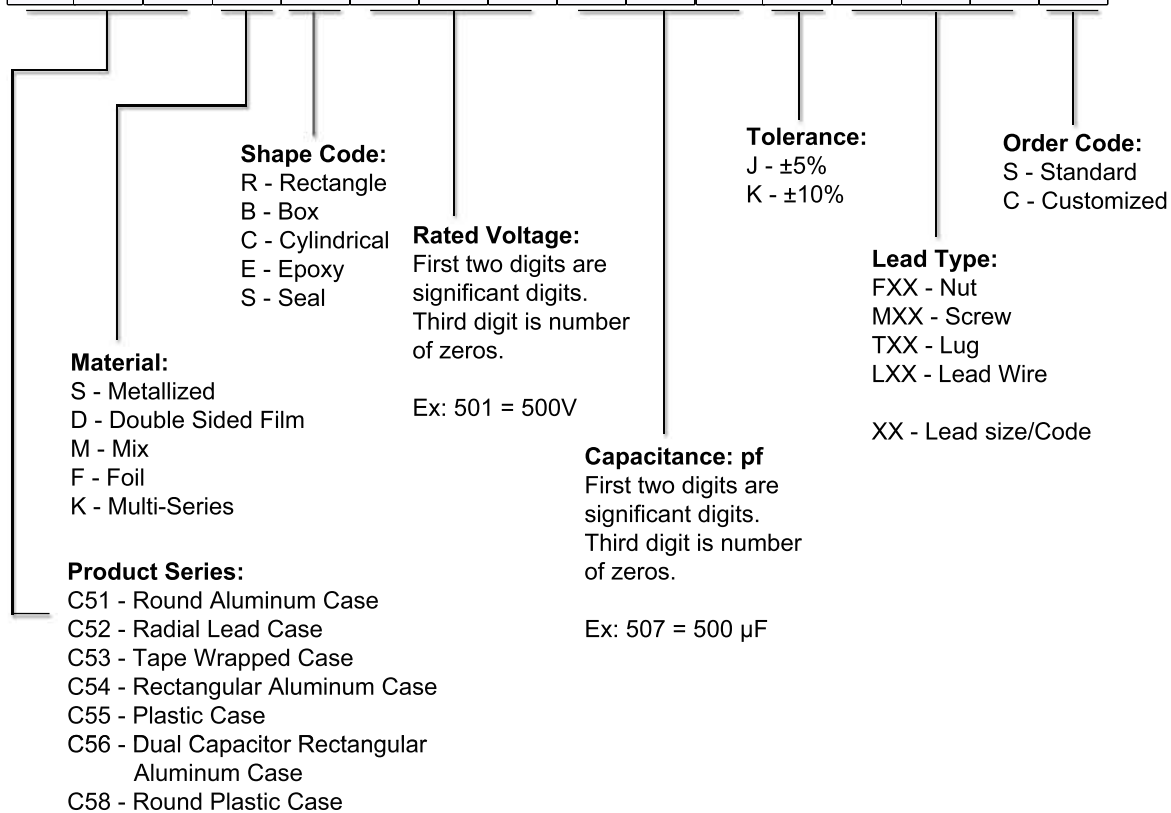 Shape Code:
R - Rectangle
B - Box
C - Cylindrical
E - Epoxy
S - Seal
Rated Voltage:
First two digits are
significant digits.
Third digit is number
of zeros.
Ex: 501 = 500V
Tolerance:
J - ±5%
K - ±10%
Order Code:
S - Standard
C - Customized
Lead Type:
FXX - Nut
MXX - Screw
TXX - Lug
LXX - Lead Wire
XX - Lead size/Code
Material:
S - Metallized
D - Double Sided Film
M - Mix
F - Foil
K - Multi-Series
Capacitance: pf
First two digits are
significant digits.
Third digit is number
of zeros.
Ex: 507 = 500 µF
Product Series:
C51 - Round Aluminum Case
C52 - Radial Lead Case
C53 - Tape Wrapped Case
C54 - Rectangular Aluminum Case
C55 - Plastic Case
C56 - Dual Capacitor Rectangular
Aluminum Case
C58 - Round Plastic Case